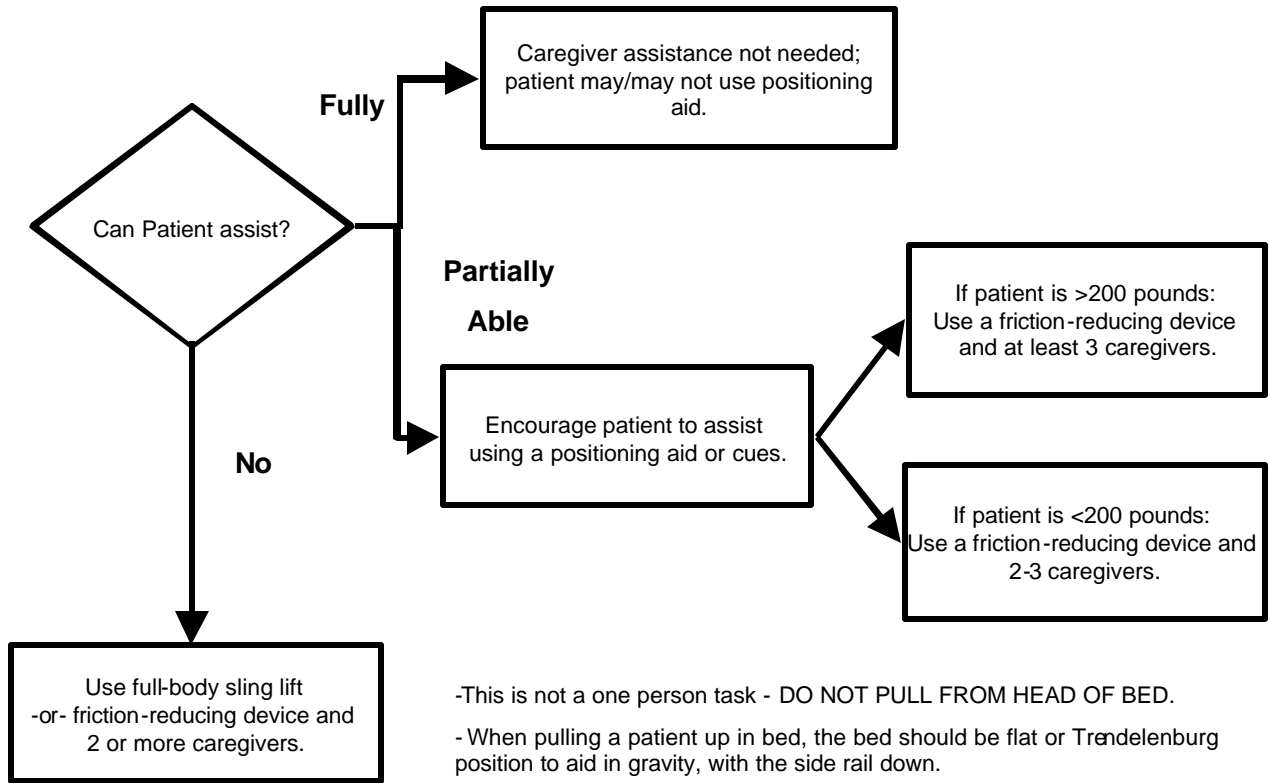 Caregiver assistance not needed;
patient may/may not use positioning
aid.
Fully
Can Patient assist?
Partially
Able
If patient is >200 pounds:
Use a friction-reducing device
and at least 3 caregivers.
Encourage patient to assist
using a positioning aid or cues.
No
If patient is <200 pounds:
Use a friction-reducing device and
2-3 caregivers.
Use full-body sling lift
-or- friction-reducing device and
2 or more caregivers.
-This is not a one person task - DO NOT PULL FROM HEAD OF BED.
- When pulling a patient up in bed, the bed should be flat or Trendelenburg
position to aid in gravity, with the side rail down.